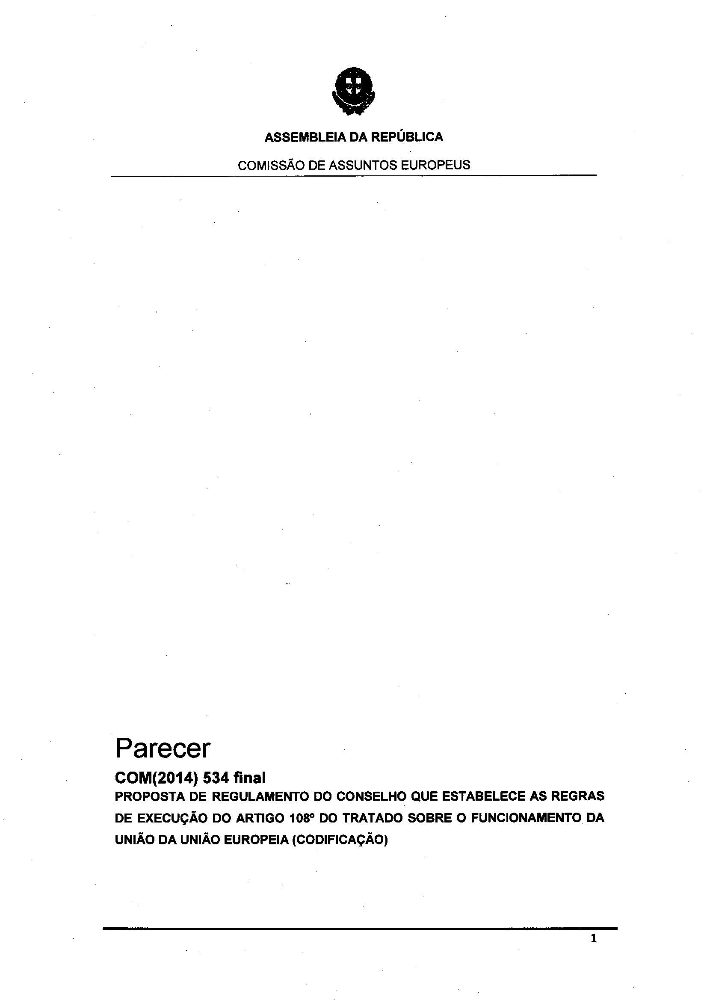 ASSEMBLEIA DA REPÚBLICA
COMISSÃO DE ASSUNTOS EUROPEUS
Parecer
COM(2014) 534 final
PROPOSTA DE REGULAMENTO DO CONSELHO QUE ESTABELECE AS REGRAS
DE EXECUÇÃO DO ARTIGO 108º DO TRATADO SOBRE O FUNCIONAMENTO DA
UNIÃO DA UNIÃO EUROPEIA (CODIFICAÇÃO)
1